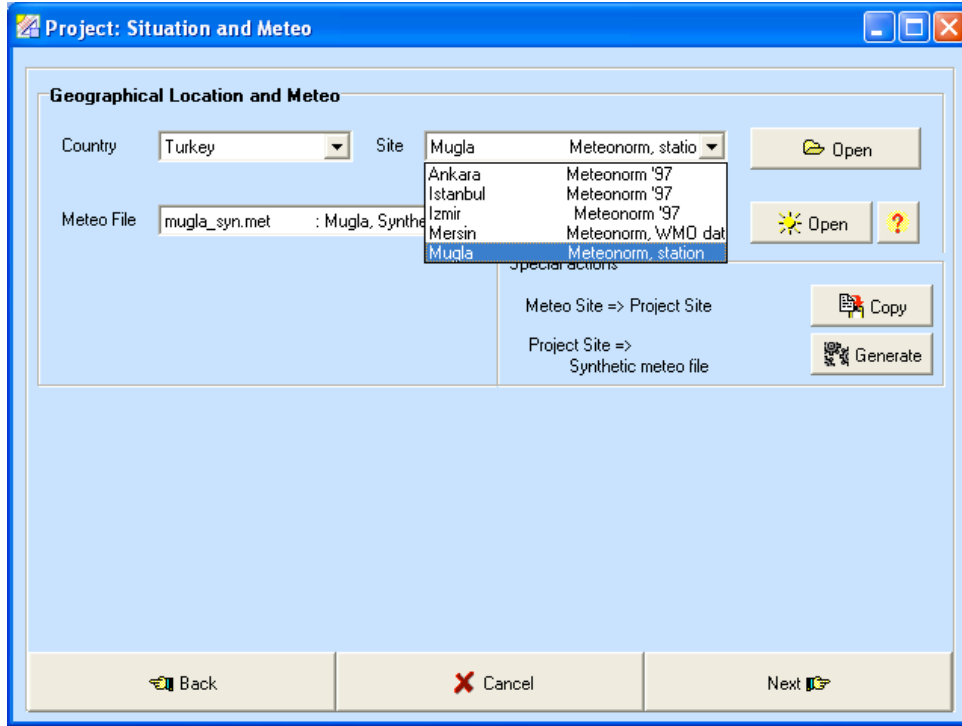 Project: Situation and Meteo
Geographical Location and Meteo
Country Turkey Site Mugla Meteonorm, statio Open
Ankara Meteonorm '97
Istanbul Meteonorm '97
Izmir Meteonorm '97
Meteo File mugla_syn.met : Mugla, Synthe Open ?
Mersin Meteonorm, WMO dat
Mugla Meteonorm, station
Special actions
Meteo Site => Project Site Copy
Project Site => Generate
Synthetic meteo file
Back Cancel Next